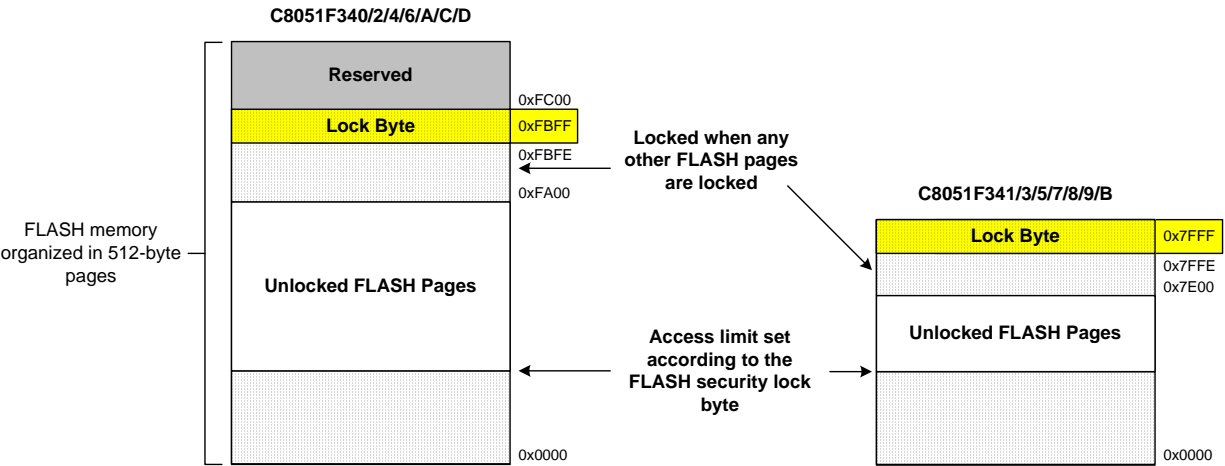 C8051F340/2/4/6/A/C/D
Reserved
0xFC00
Lock Byte
0xFBFF
0xFBFE
0xFA00
Unlocked FLASH Pages
0x0000
FLASH memory
organized in 512-byte
pages
Locked when any
other FLASH pages
are locked
Access limit set
according to the
FLASH security lock
byte
C8051F341/3/5/7/8/9/B
Lock Byte
0x7FFF
0x7FFE
0x7E00
Unlocked FLASH Pages
0x0000